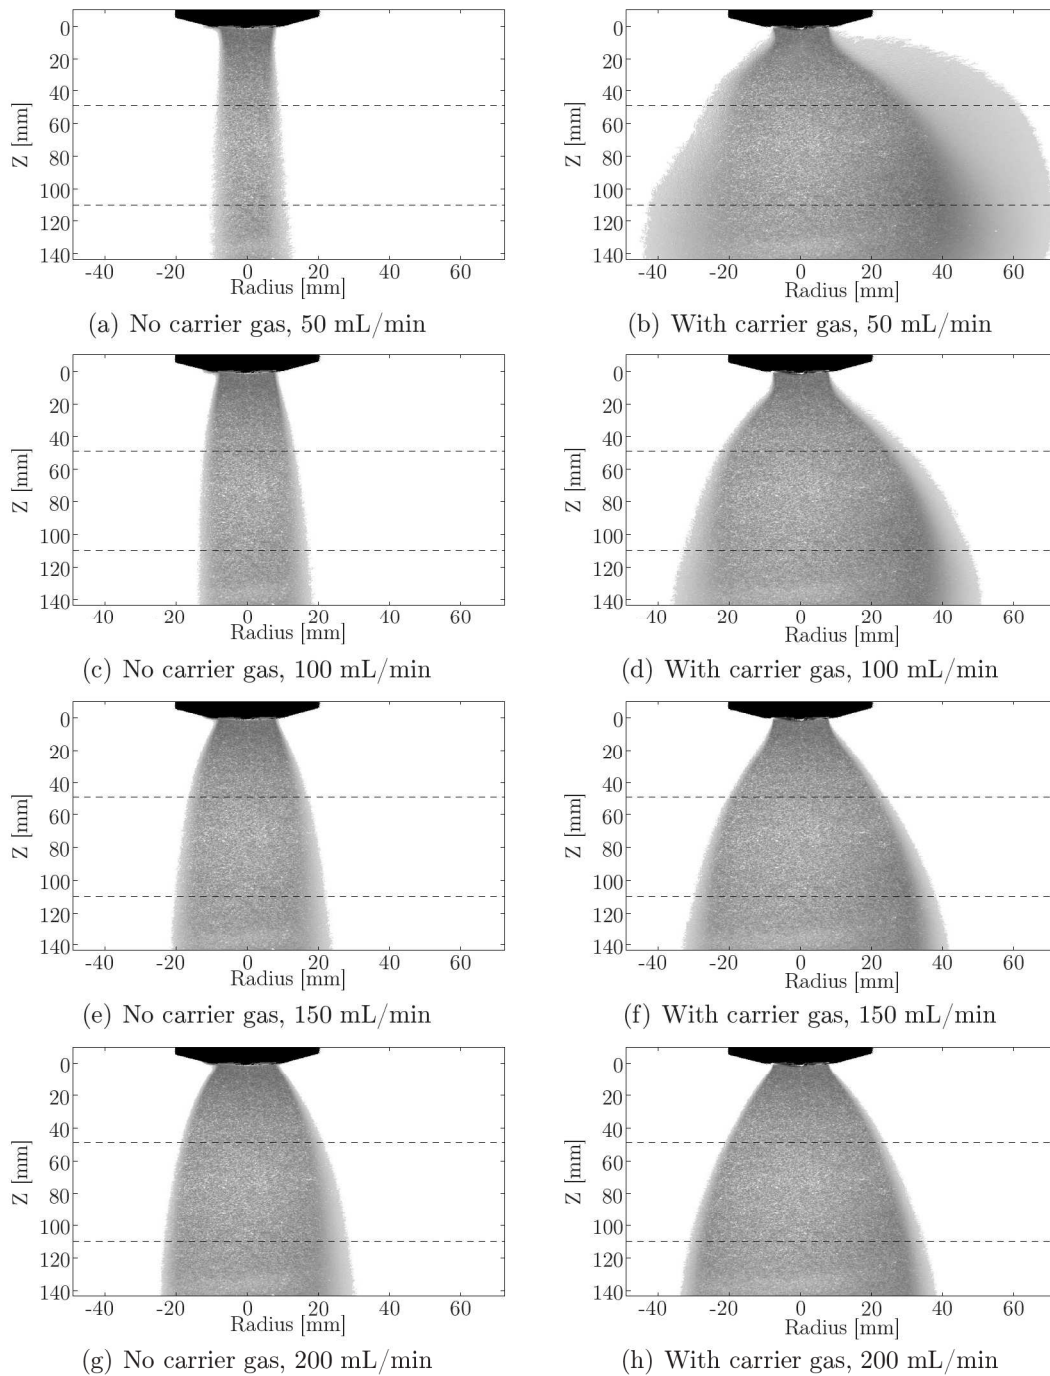 0
20
40
60
80
100
120
140
Z [mm]
-40 -20 0 20 40 60
Radius [mm]
(a) No carrier gas, 50 mL/min
0
20
40
60
80
100
120
140
Z [mm]
-40 -20 0 20 40 60
Radius [mm]
(b) With carrier gas, 50 mL/min
0
20
40
60
80
100
120
140
Z [mm]
40 -20 0 20 40 60
Radius [mm]
(c) No carrier gas, 100 mL/min
0
20
40
60
80
100
120
140
Z [mm]
-40 -20 0 20 40 60
Radius [mm]
(d) With carrier gas, 100 mL/min
0
20
40
60
80
100
120
140
Z [mm]
-40 -20 0 20 40 60
Radius [mm]
(e) No carrier gas, 150 mL/min
0
20
40
60
80
100
120
140
Z [mm]
-40 -20 0 20 40 60
Radius [mm]
(f) With carrier gas, 150 mL/min
0
20
40
60
80
100
120
140
Z [mm]
-40 -20 0 20 40 60
Radius [mm]
(g) No carrier gas, 200 mL/min
0
20
40
60
80
100
120
140
Z [mm]
-40 -20 0 20 40 60
Radius [mm]
(h) With carrier gas, 200 mL/min